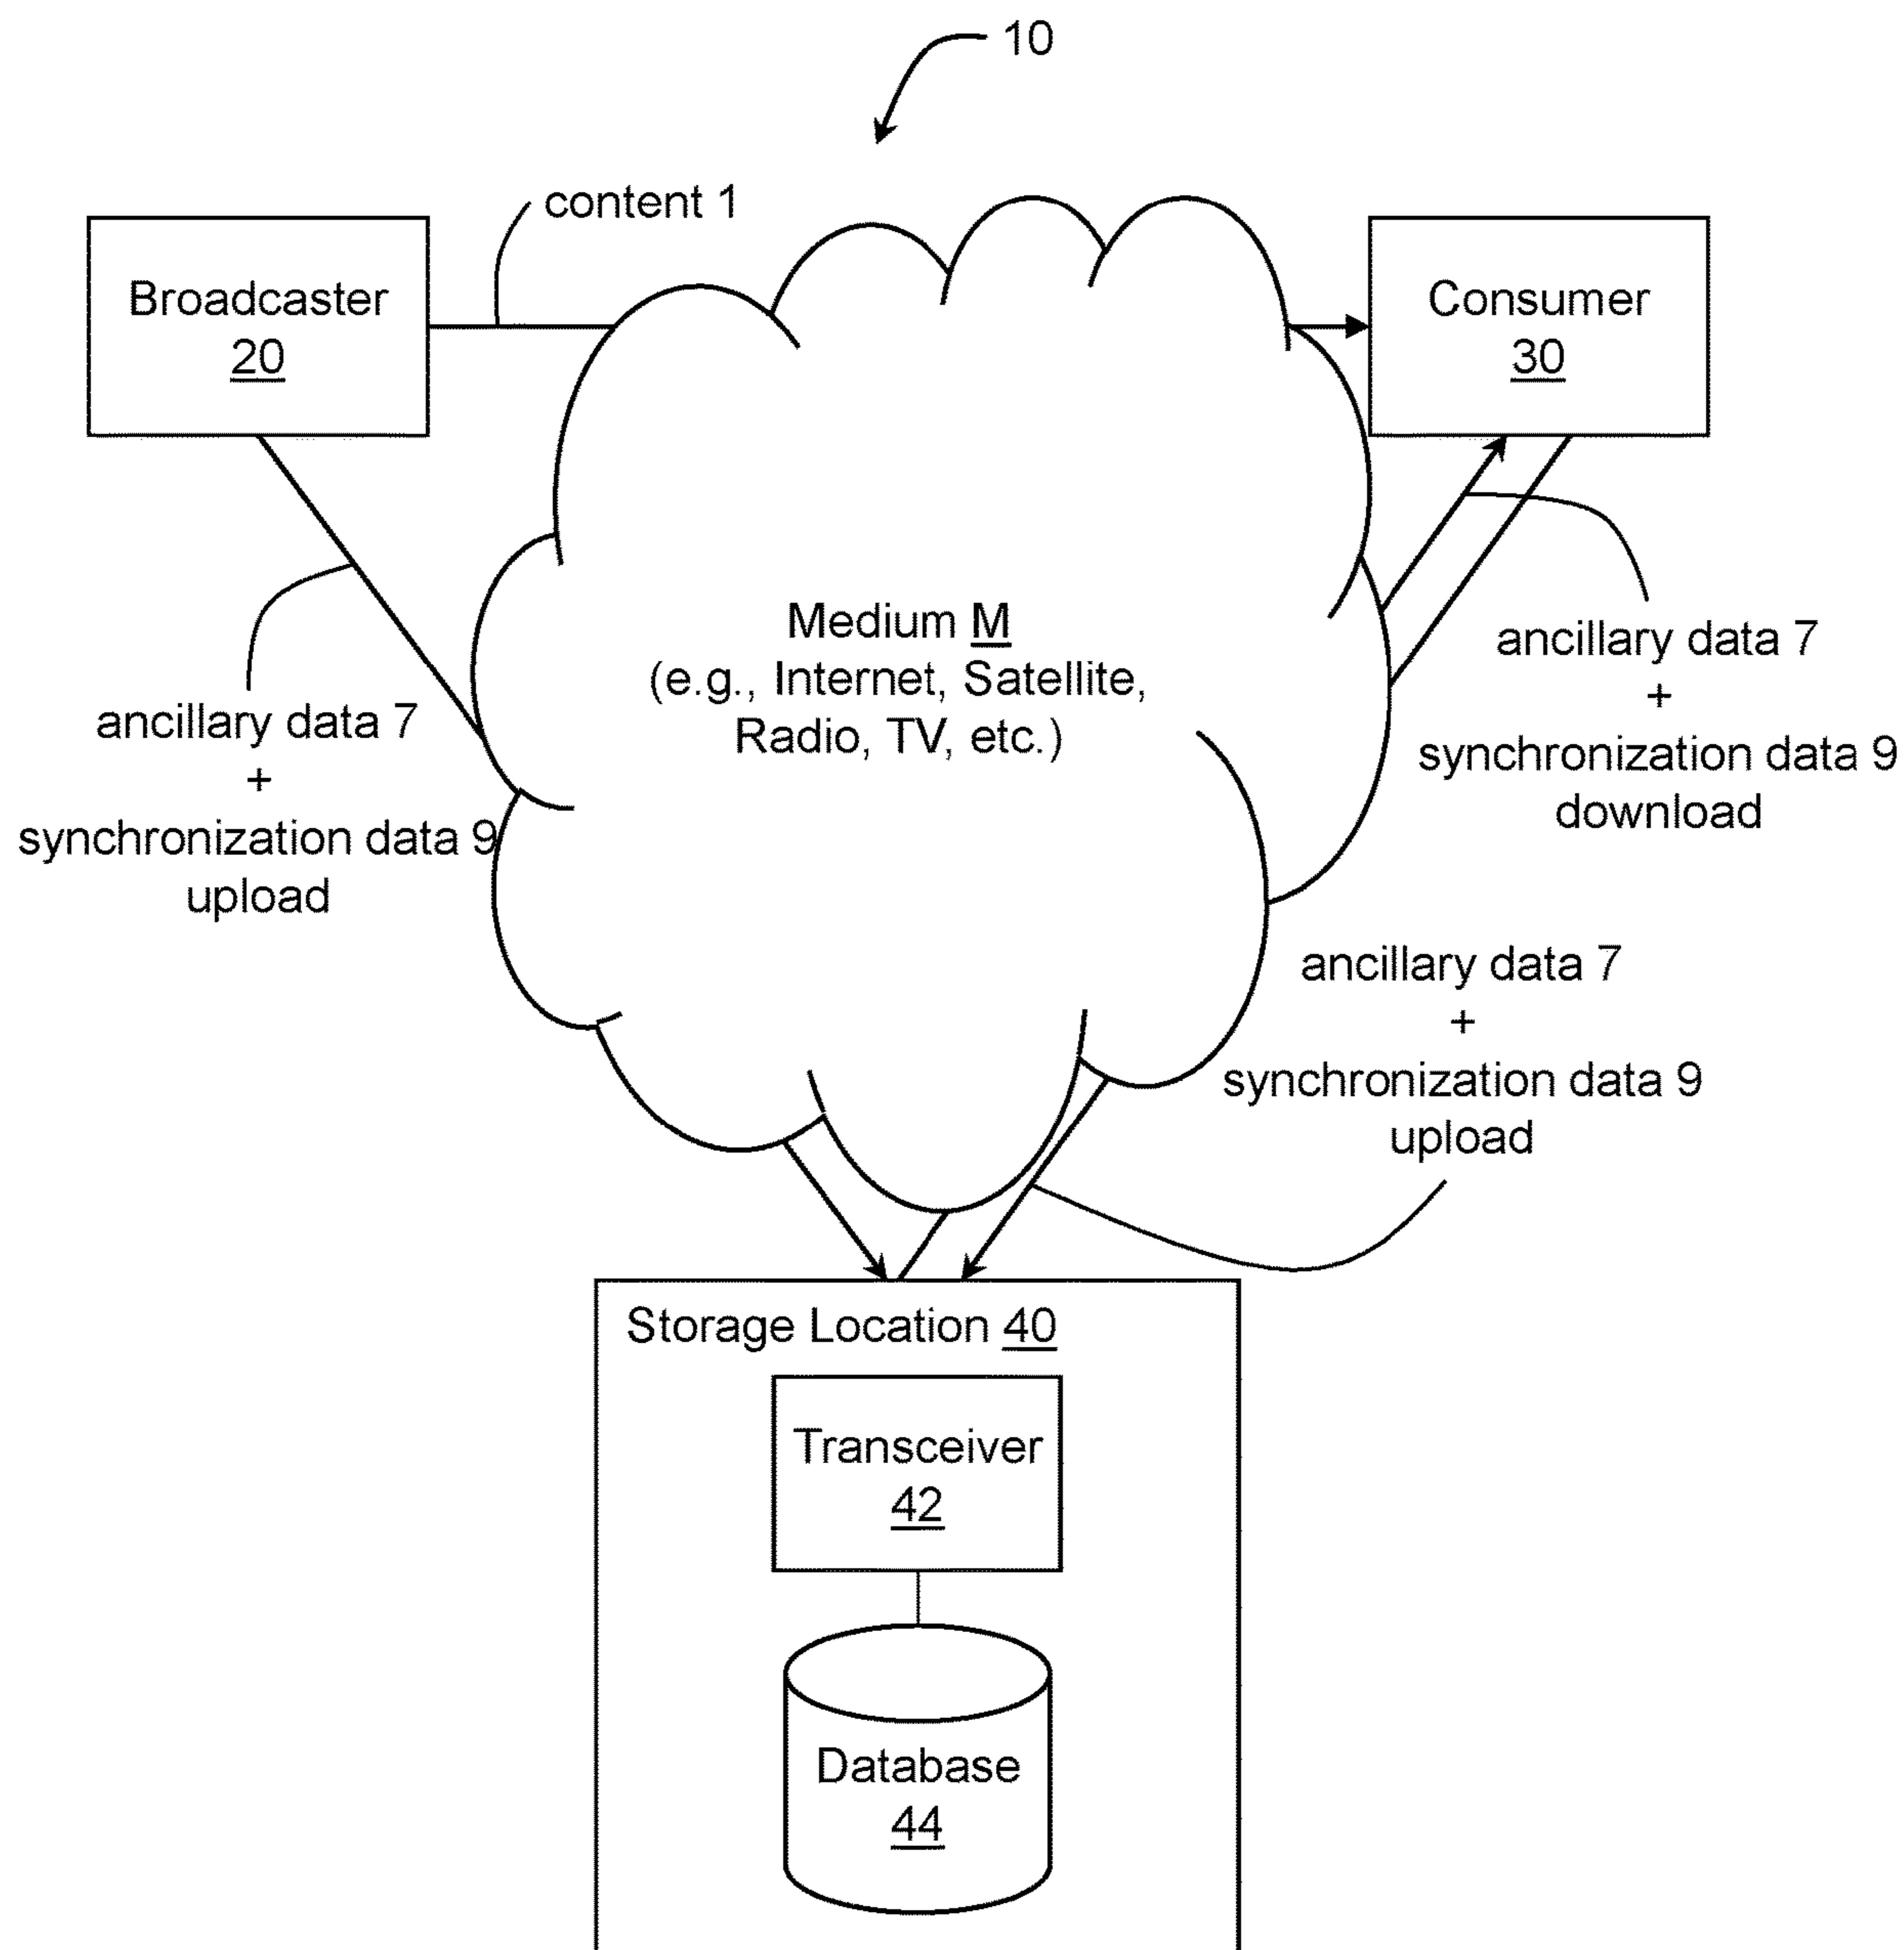 10
content 1
Broadcaster
20
Consumer
30
Medium M
(e.g., Internet, Satellite,
Radio, TV, etc.)
ancillary data 7
+
synchronization data 9
upload
ancillary data 7
+
synchronization data 9
download
ancillary data 7
+
synchronization data 9
upload
Storage Location 40
Transceiver
42
Database
44